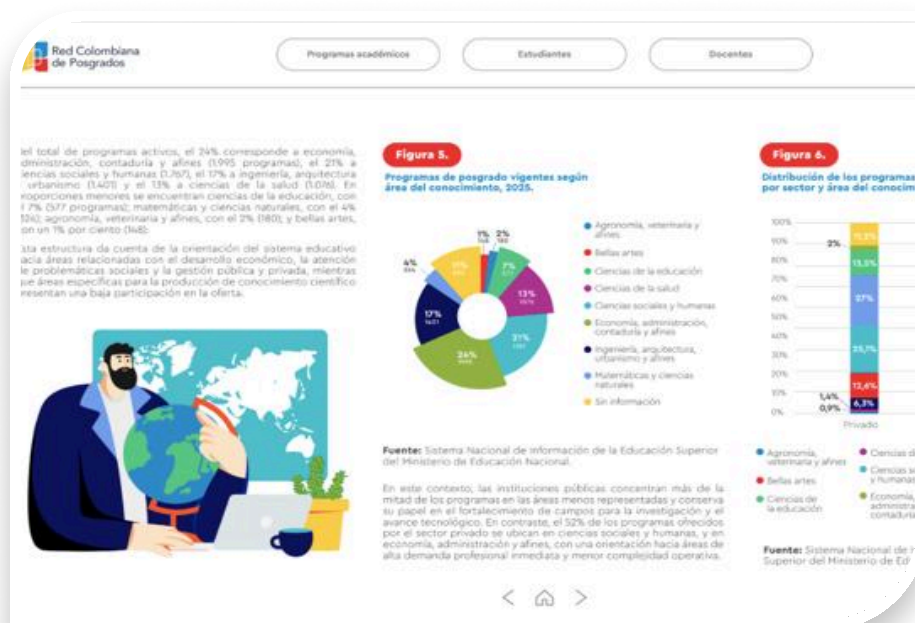 Red Colombiana
de Posgrados
Programas académicos
Estudiantes
Docentes
del total de programas activos, el 24% corresponde a economía,
administración, contaduría y afines (1.995 programas), el 21% a
ciencias sociales y humanas (1.767), el 17% a ingeniería, arquitectura
urbanismo (1.401) y el 13% a ciencias de la salud (1.076). En
proporciones menores se encuentran ciencias de la educación, con
l 7% (577 programas); matemáticas y ciencias naturales, con el 4%
agronomía, veterinaria y afines, con el 2% (180); y bellas artes,
on un 1% por ciento (148).
sta estructura da cuenta de la orientación del sistema educativo
acia áreas relacionadas con el desarrollo económico, la atención
e problemáticas sociales y la gestión pública y privada, mientras
ue áreas específicas para la producción de conocimiento científico
resentan una baja participación en la oferta.
Figura 5.
Programas de posgrado vigentes según
área del conocimiento, 2025.
1% 2%
148 180
4%
11%
7%
577
13%
1076
17%
1401
21%
1767
24%
1995
Agronomía, veterinaria y
afines
Bellas artes
Ciencias de la educación
Ciencias de la salud
Ciencias sociales y humanas
Economía, administración,
contaduría y afines
Ingeniería, arquitectura,
urbanismo y afines
Matemáticas y ciencias
naturales
Sin información
Fuente: Sistema Nacional de Información de la Educación Superior
del Ministerio de Educación Nacional.
En este contexto, las instituciones públicas concentran más de la
mitad de los programas en las áreas menos representadas y conserva
su papel en el fortalecimiento de campos para la investigación y el
avance tecnológico. En contraste, el 52% de los programas ofrecidos
por el sector privado se ubican en ciencias sociales y humanas, y en
economía, administración y afines, con una orientación hacia áreas de
alta demanda profesional inmediata y menor complejidad operativa.
Figura 6.
Distribución de los programas
por sector y área del conocim
100%
90%
80%
70%
60%
50%
40%
30%
20%
10%
0%
2%
13,5%
27%
25,7%
12,4%
6,3%
1,4%
0,9%
Privado
Agronomía,
veterinaria y afines
Bellas artes
Ciencias de
la educación
Ciencias d
Ciencias s
y humanas
Economía
administra
contaduría
Fuente: Sistema Nacional de
Superior del Ministerio de Ed